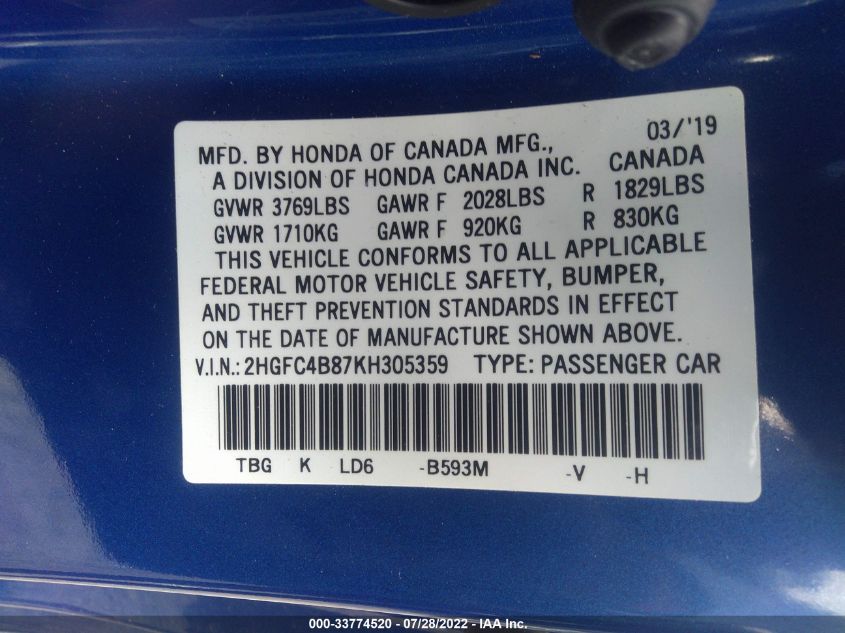 03/'19
MFD. BY HONDA OF CANADA MFG., CANADA
A DIVISION OF HONDA CANADA INC.
GVWR 3769LBS GAWR F 2028LBS R 1829LBS
GVWR 1710KG GAWR F 920KG R 830KG
THIS VEHICLE CONFORMS TO ALL APPLICABLE
FEDERAL MOTOR VEHICLE SAFETY, BUMPER,
AND THEFT PREVENTION STANDARDS IN EFFECT
ON THE DATE OF MANUFACTURE SHOWN ABOVE.
V.I.N.: 2HGFC4B87KH305359 TYPE: PASSENGER CAR
TBG K LD6 -B593M -V -H
000-33774520 / 07/28/2022 - IAA Inc.